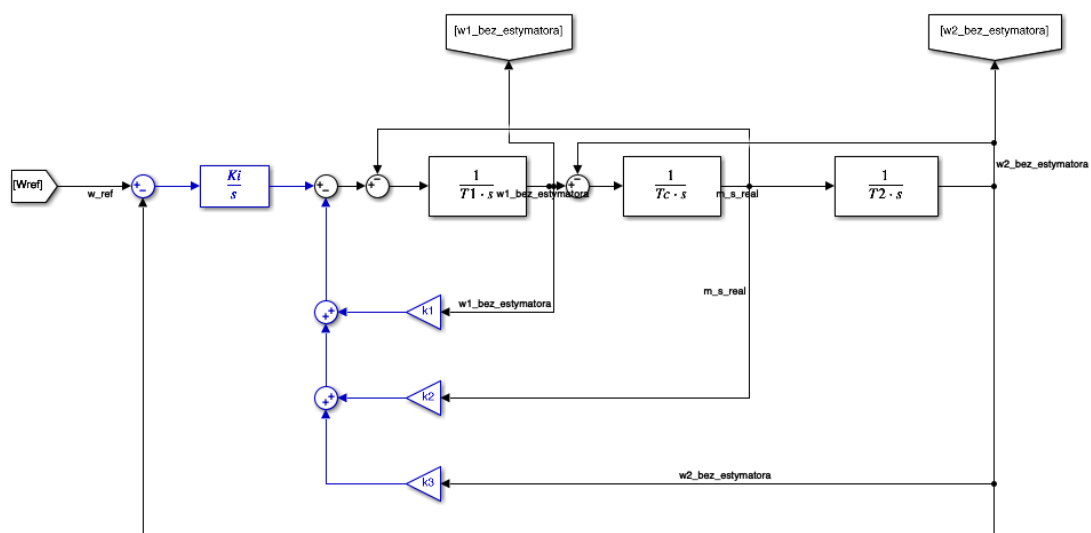 [w1_bez_estymatora]
[w2_bez_estymatora]
[Wref]
w_ref
+
−
Ki
s
+
−
+
−
1
T1 · s
w1_bez_estymatora
+
−
1
Tc · s
m_s_real
1
T2 · s
w2_bez_estymatora
m_s_real
+
+
k1
w1_bez_estymatora
+
+
k2
k3
w2_bez_estymatora